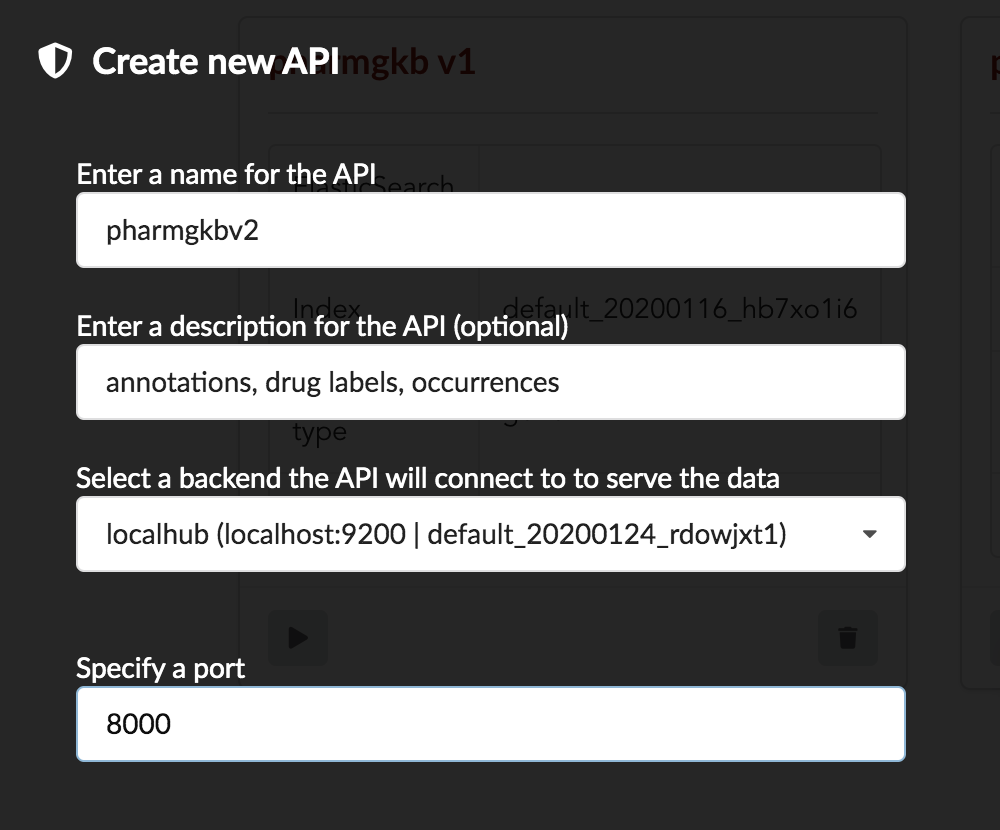 Create new API
pharmgkb v1
Enter a name for the API
ElasticSearch
pharmgkbv2
Index default_20200116_hb7xo1i6
Enter a description for the API (optional)
annotations, drug labels, occurrences
type
Select a backend the API will connect to to serve the data
localhub (localhost:9200 | default_20200124_rdowjxt1)
Specify a port
8000